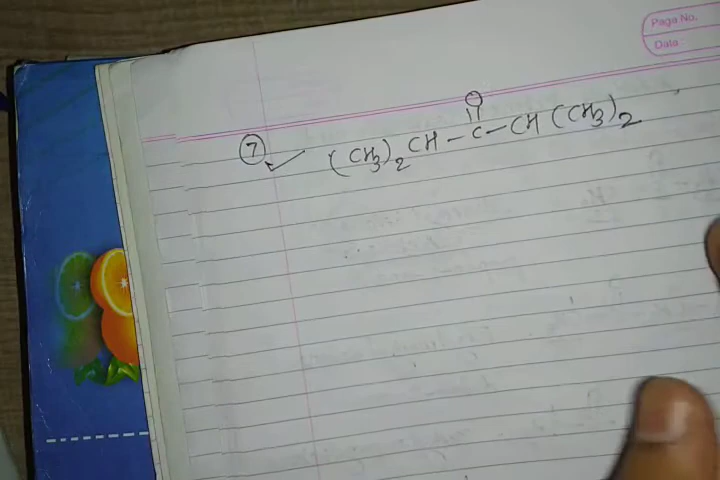 Page No.
Date
7 ✓ (CH3)2CH-C-CH(CH3)2
O
||